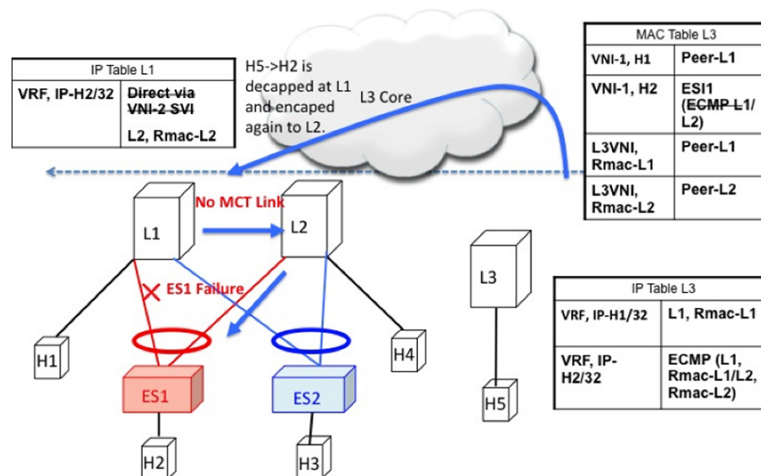 IP Table L1
VRF, IP-H2/32
Direct via
VNI-2 SVI
L2, Rmac-L2
H5->H2 is
decapped at L1
and encaped
again to L2.
L3 Core
MAC Table L3
VNI-1, H1
Peer-L1
VNI-1, H2
ESI1
(ECMP L1/
L2)
L3VNI,
Rmac-L1
Peer-L1
L3VNI,
Rmac-L2
Peer-L2
No MCT Link
L1
L2
L3
ES1 Failure
H1
H4
ES1
ES2
H5
H2
H3
IP Table L3
VRF, IP-H1/32
L1, Rmac-L1
VRF, IP-
H2/32
ECMP (L1,
Rmac-L1/L2,
Rmac-L2)